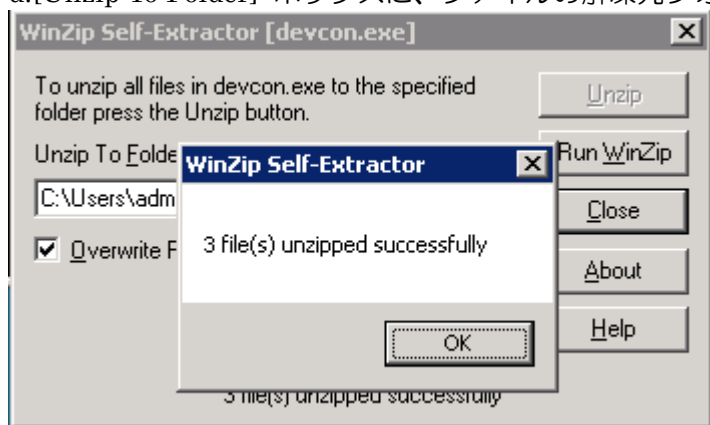 WinZip Self-Extractor [devcon.exe]
To unzip all files in devcon.exe to the specified
folder press the Unzip button.
Unzip
Unzip To Folde
Run WinZip
WinZip Self-Extractor
C:\Users\adm
Close
Overwrite F
3 file(s) unzipped successfully
About
Help
OK
3 file(s) unzipped successfully